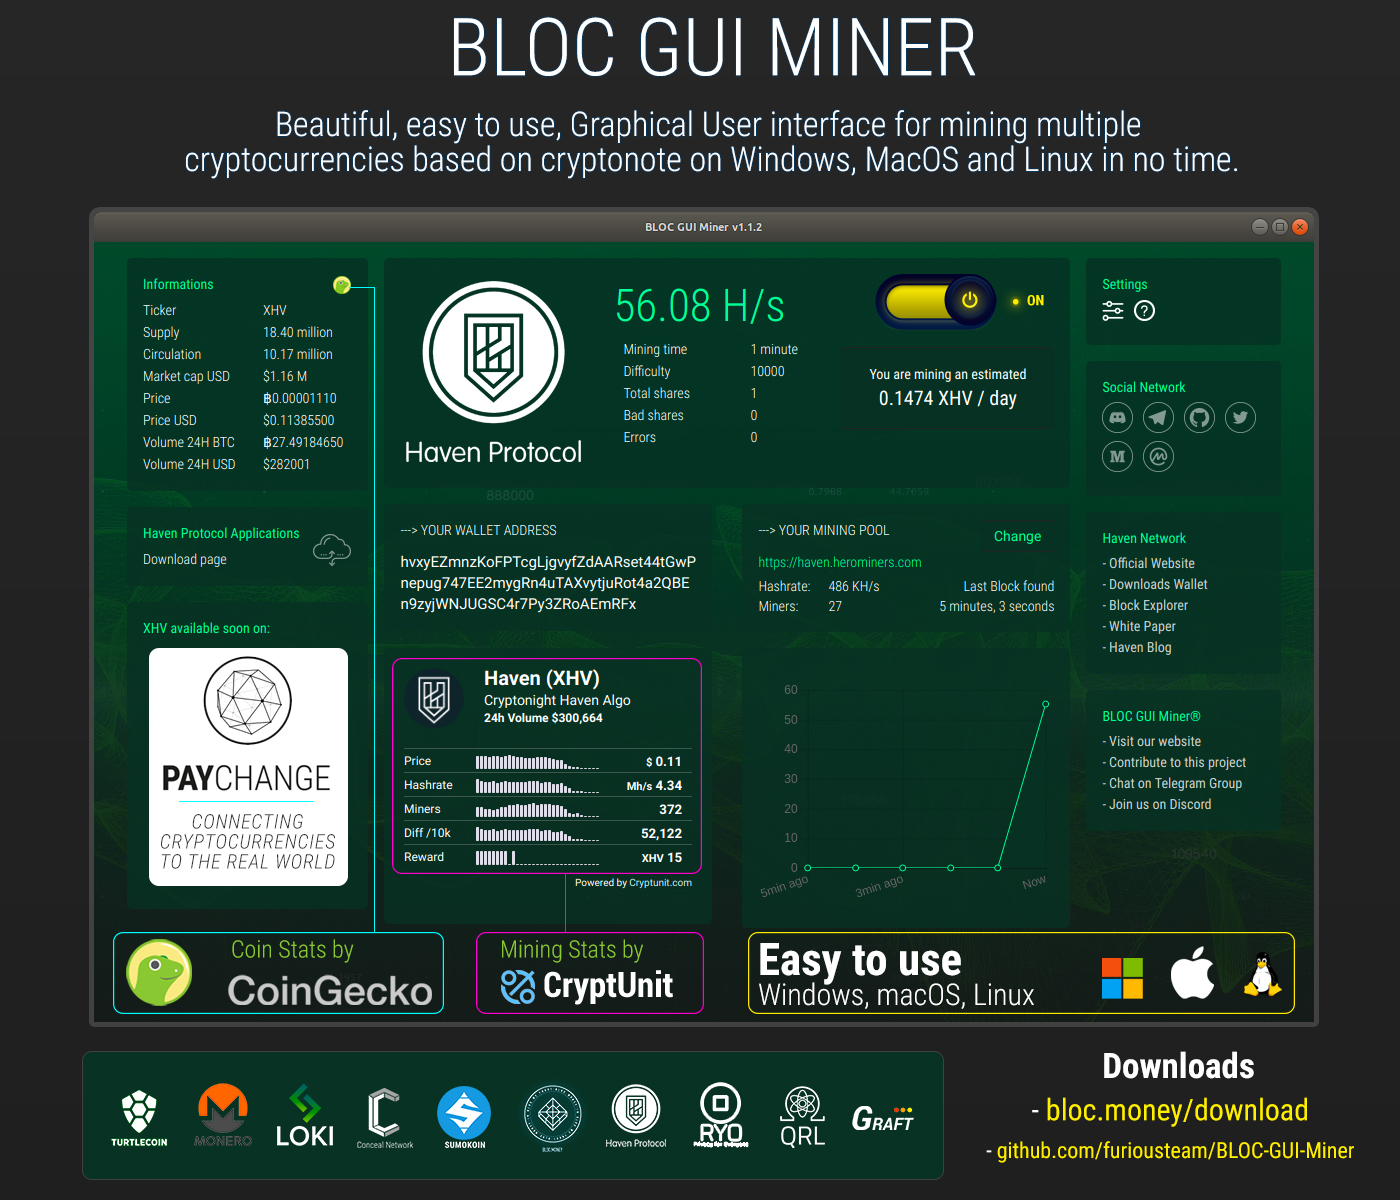 BLOC GUI MINER
Beautiful, easy to use, Graphical User interface for mining multiple
cryptocurrencies based on cryptonote on Windows, MacOS and Linux in no time.
BLOC GUI Miner v1.1.2
Informations
Ticker XHV
Supply 18.40 million
Circulation 10.17 million
Market cap USD $1.16 M
Price ฿0.00001110
Price USD $0.11385500
Volume 24H BTC ฿27.49184650
Volume 24H USD $282001
Haven Protocol Applications
Download page
XHV available soon on:
PAYCHANGE
CONNECTING
CRYPTOCURRENCIES
TO THE REAL WORLD
Haven Protocol
56.08 H/s
Mining time 1 minute
Difficulty 10000
Total shares 1
Bad shares 0
Errors 0
ON
You are mining an estimated
0.1474 XHV / day
888000
0.7968 44.7659
---> YOUR WALLET ADDRESS
hvxyEZmnzKoFPTcgLjgvyfZdAARset44tGwP
nepug747EE2mygRn4uTAXvytjuRot4a2QBE
n9zyjWNJUGSC4r7Py3ZRoAEmRFx
---> YOUR MINING POOL
Change
https://haven.herominers.com
Hashrate: 486 KH/s Last Block found
Miners: 27 5 minutes, 3 seconds
Haven (XHV)
Cryptonight Haven Algo
24h Volume $300,664
Price $ 0.11
Hashrate Mh/s 4.34
Miners 372
Diff /10k 52,122
Reward XHV 15
Powered by Cryptunit.com
60
50
40
30
20
10
0
5min ago 3min ago Now
Settings
?
Social Network
M
Haven Network
- Official Website
- Downloads Wallet
- Block Explorer
- White Paper
- Haven Blog
BLOC GUI Miner®
- Visit our website
- Contribute to this project
- Chat on Telegram Group
- Join us on Discord
109540
Coin Stats by
CoinGecko
Mining Stats by
CryptUnit
Easy to use
Windows, macOS, Linux
TURTLECOIN
MONERO
LOKI
Conceal Network
SUMOKOIN
BLOC.MONEY
Haven Protocol
RYO
QRL
GRAFT
Downloads
- bloc.money/download
- github.com/furiousteam/BLOC-GUI-Miner